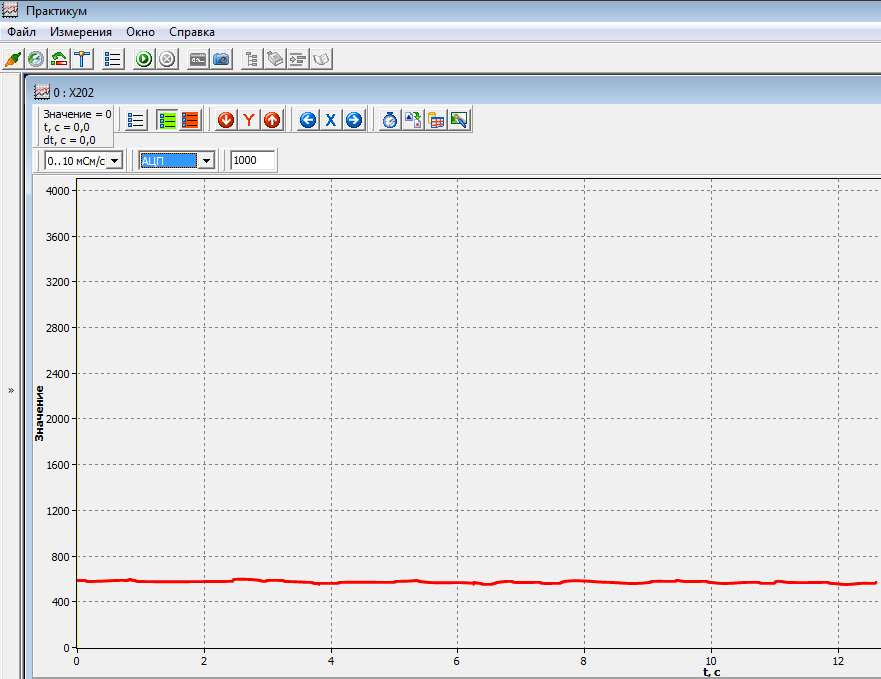 Практикум
Файл Измерения Окно Справка
0 : X202
Значение = 0
t, c = 0,0
dt, c = 0,0
Y
X
0..10 мСм/с
АЦП
1000
4000
3600
3200
2800
2400
2000
1600
1200
800
400
0
Значение
»
0 2 4 6 8 10 12
t, c